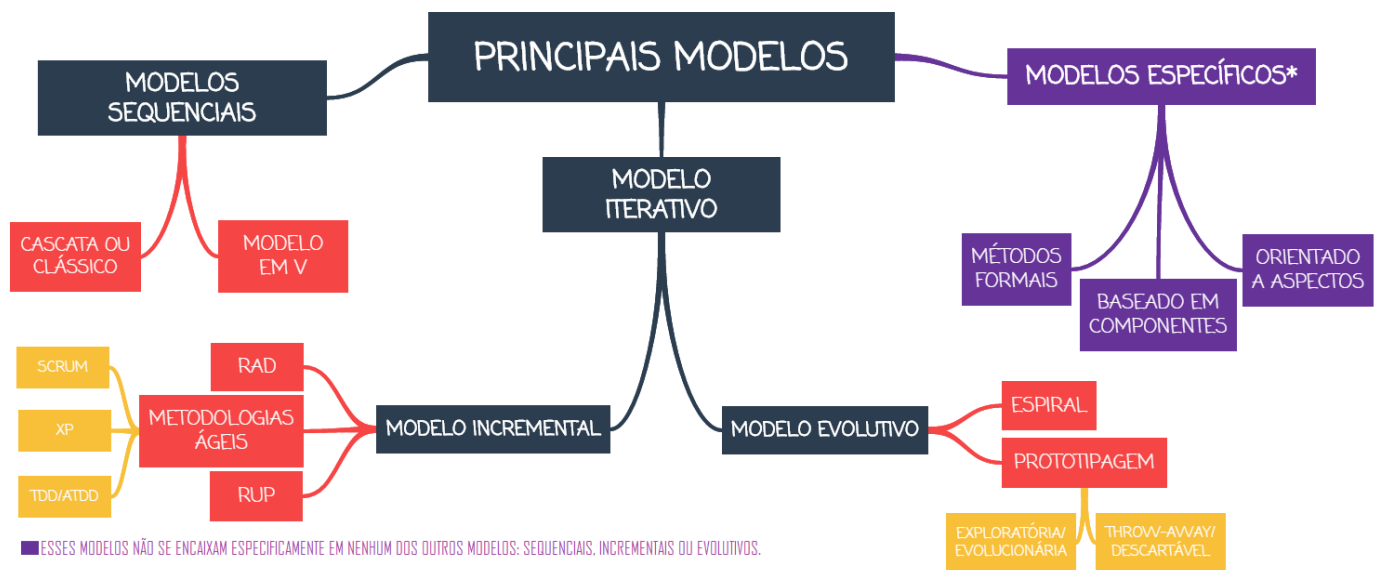 PRINCIPAIS MODELOS
MODELOS
SEQUENCIAIS
MODELOS ESPECÍFICOS*
MODELO
ITERATIVO
CASCATA OU
CLÁSSICO
MODELO
EM V
MÉTODOS
FORMAIS
BASEADO EM
COMPONENTES
ORIENTADO
A ASPECTOS
SCRUM
XP
TDD/ATDD
METODOLOGIAS
ÁGEIS
RAD
RUP
MODELO INCREMENTAL
MODELO EVOLUTIVO
ESPIRAL
PROTOTIPAGEM
EXPLORATÓRIA/
EVOLUCIONÁRIA
THROW-AWAY/
DESCARTÁVEL
ESSES MODELOS NÃO SE ENCAIXAM ESPECIFICAMENTE EM NENHUM DOS OUTROS MODELOS: SEQUENCIAIS, INCREMENTAIS OU EVOLUTIVOS.